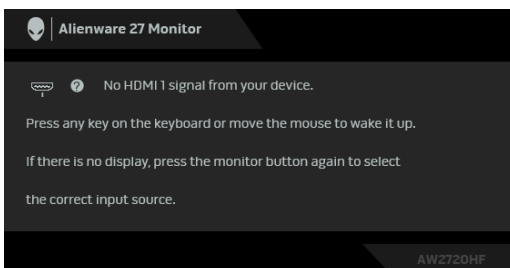 Alienware 27 Monitor
No HDMI 1 signal from your device.
Press any key on the keyboard or move the mouse to wake it up.
If there is no display, press the monitor button again to select
the correct input source.
AW2720HF